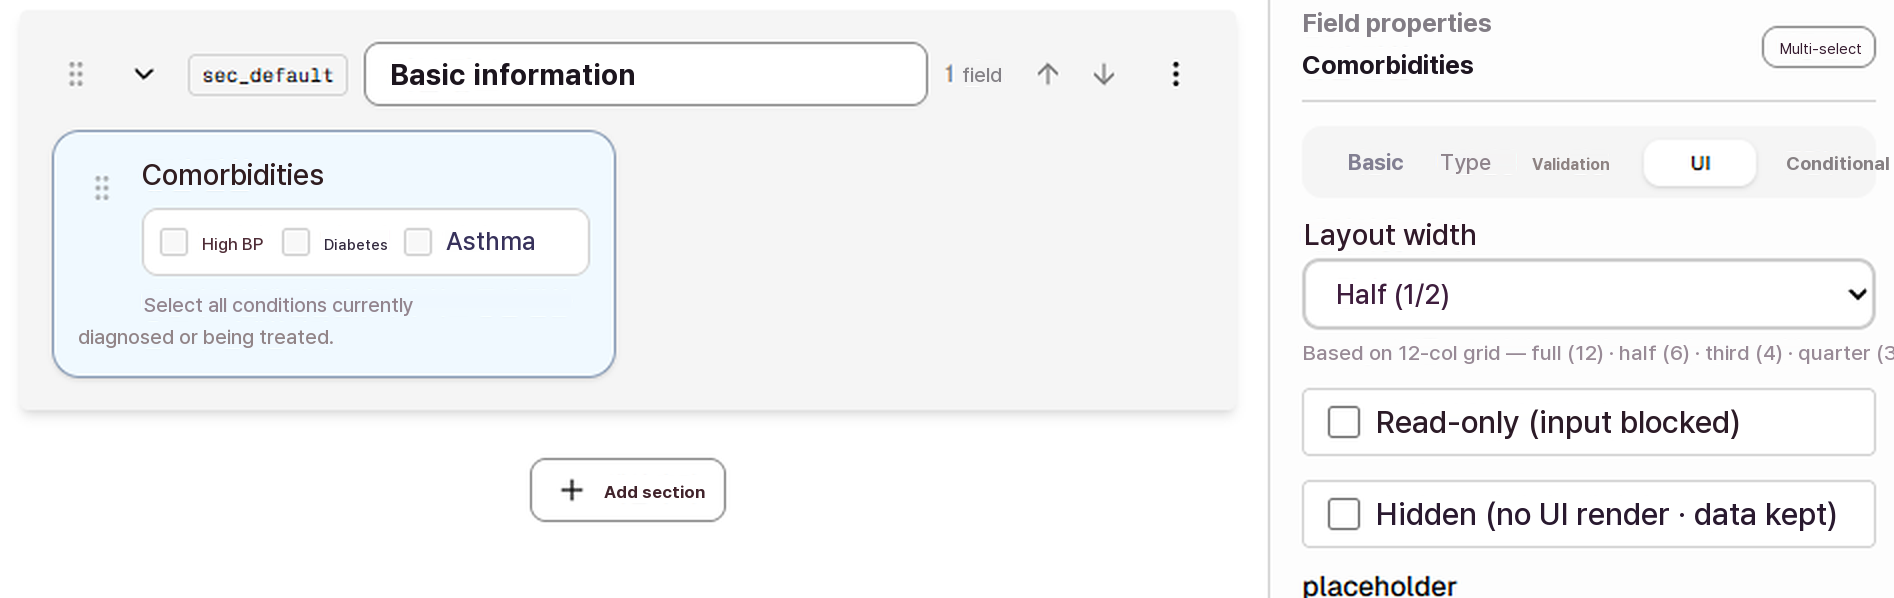 sec_default Basic information 1 field
Comorbidities
High BP Diabetes Asthma
Select all conditions currently
diagnosed or being treated.
Add section
Field properties
Comorbidities
Multi-select
Basic Type Validation UI Conditional
Layout width
Half (1/2)
Based on 12-col grid — full (12) · half (6) · third (4) · quarter (3
Read-only (input blocked)
Hidden (no UI render · data kept)
placeholder